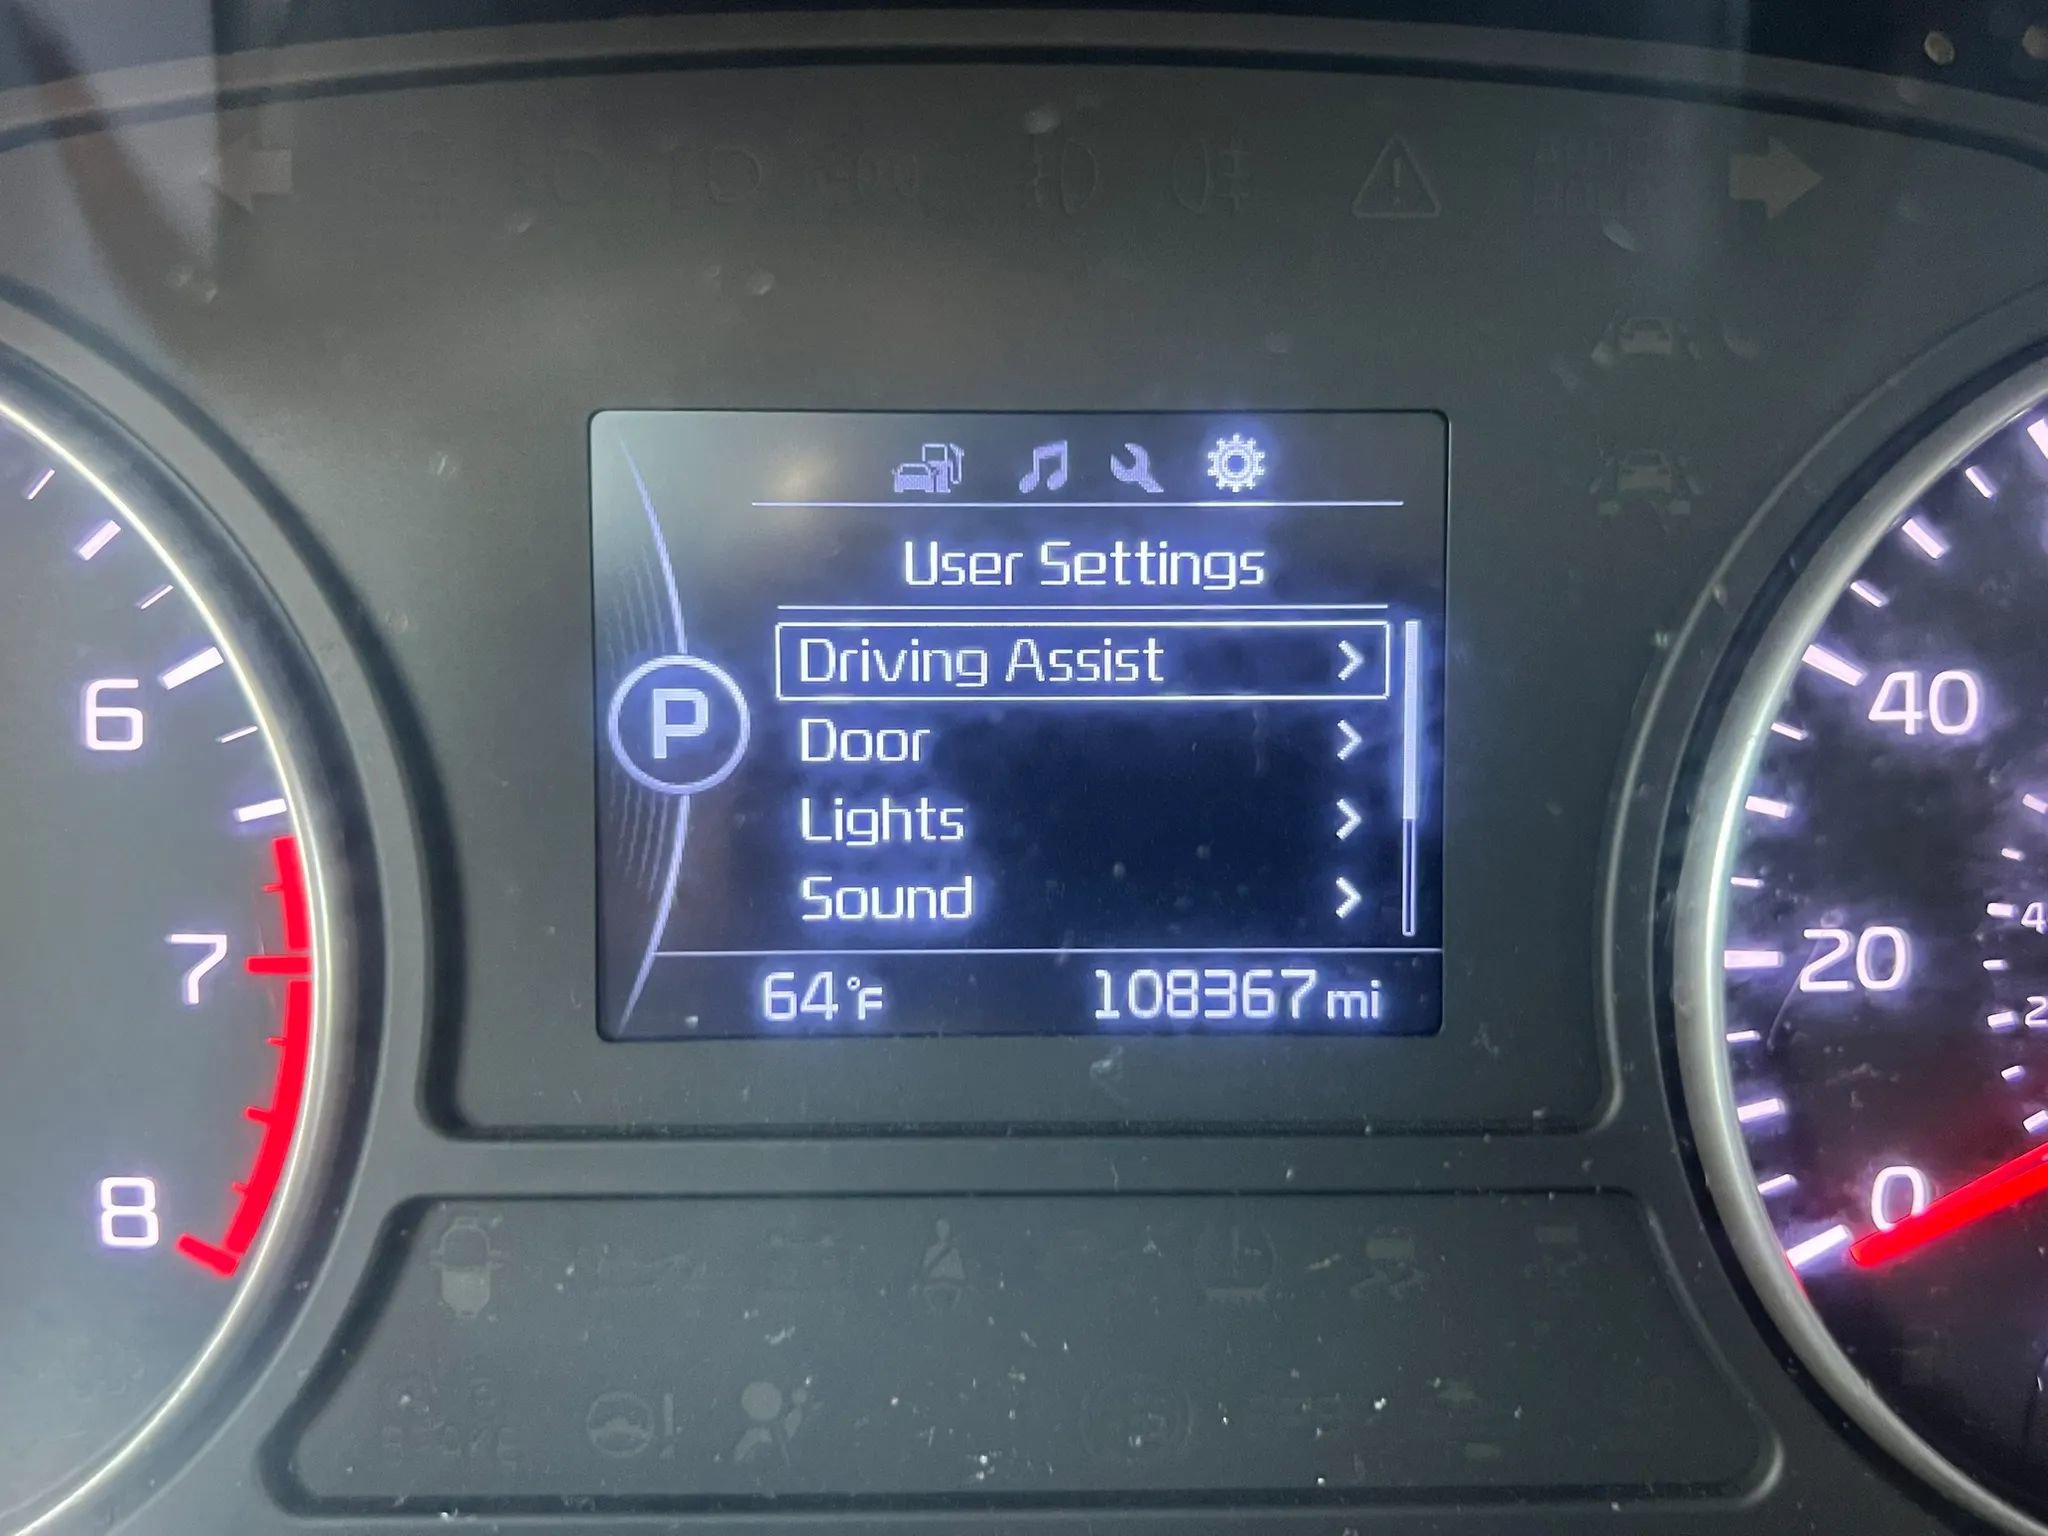 User Settings
Driving Assist
Door
Lights
Sound
P
64°F
108367 mi
6
7
8
40
20
0